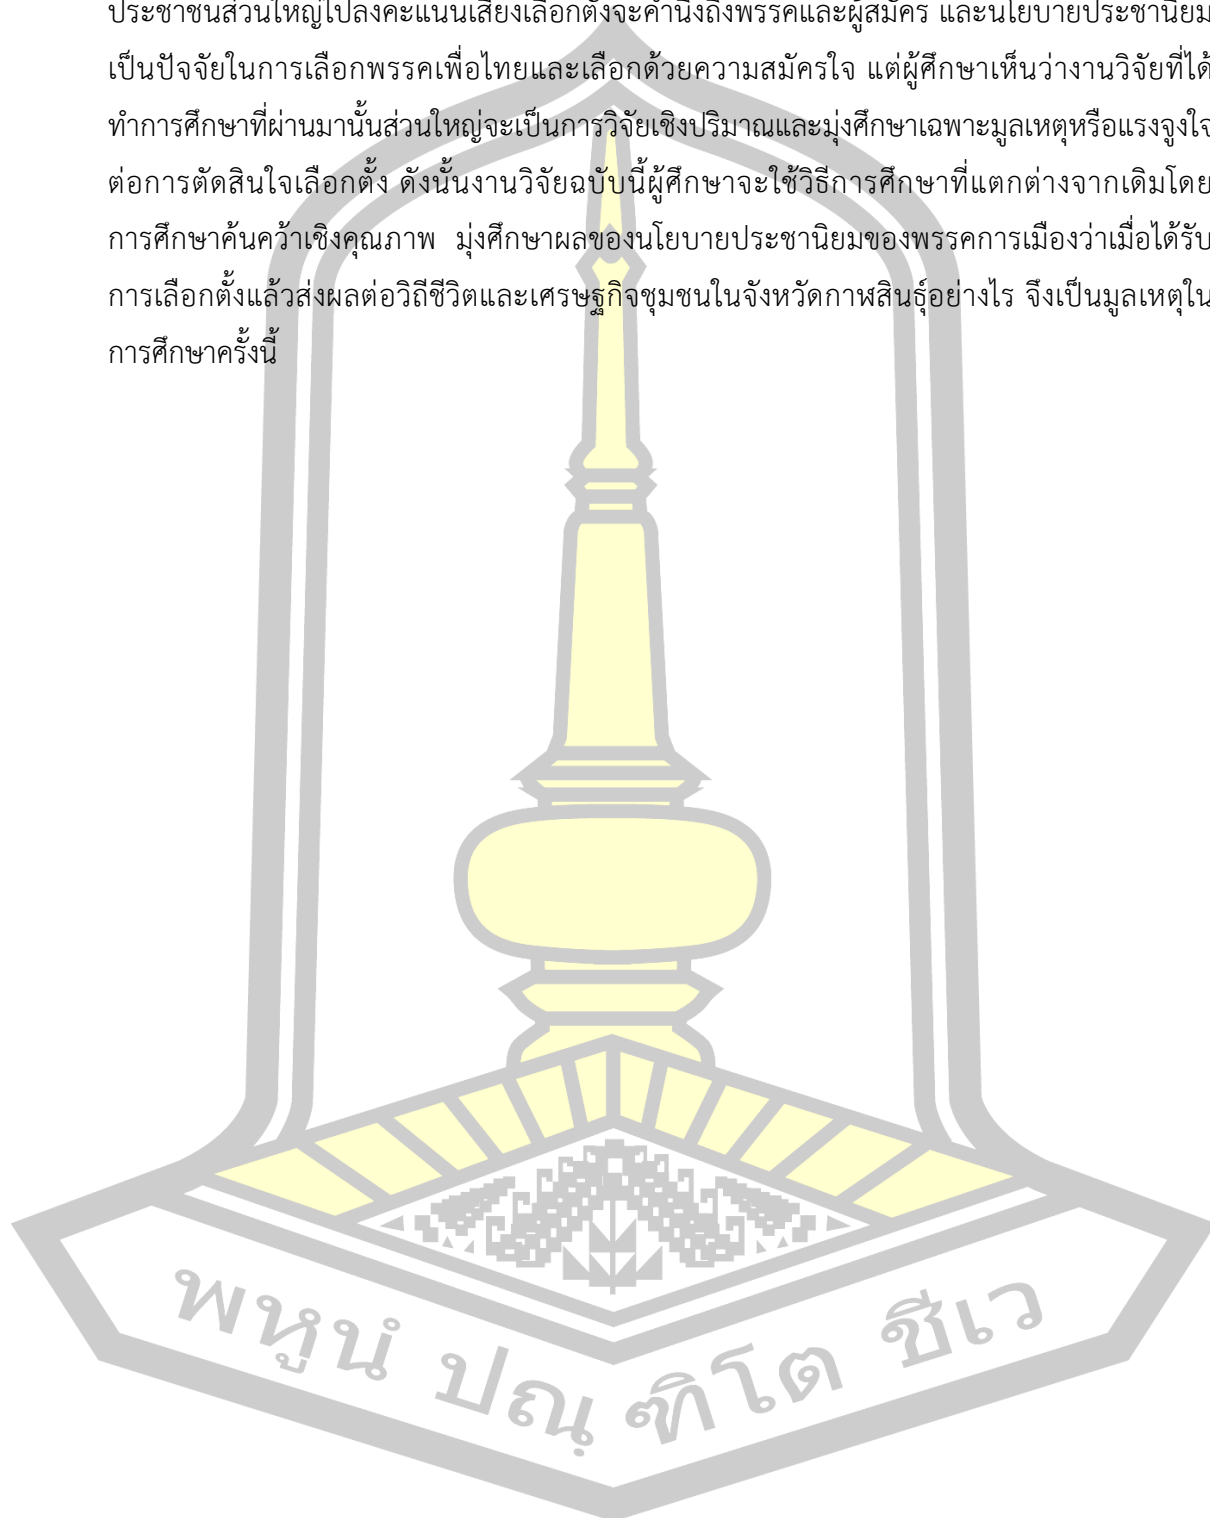 ประชาชนส่วนใหญ่ไปลงคะแนนเสียงเลือกตั้งจะคำนึงถึงพรรคและผู้สมัคร และนโยบายประชานิยม
เป็นปัจจัยในการเลือกพรรคเพื่อไทยและเลือกด้วยความสมัครใจ แต่ผู้ศึกษาเห็นว่างานวิจัยที่ได้
ทำการศึกษาที่ผ่านมานั้นส่วนใหญ่จะเป็นการวิจัยเชิงปริมาณและมุ่งศึกษาเฉพาะมูลเหตุหรือแรงจูงใจ
ต่อการตัดสินใจเลือกตั้ง ดังนั้นงานวิจัยฉบับนี้ผู้ศึกษาจะใช้วิธีการศึกษาที่แตกต่างจากเดิมโดย
การศึกษาค้นคว้าเชิงคุณภาพ มุ่งศึกษาผลของนโยบายประชานิยมของพรรคการเมืองว่าเมื่อได้รับ
การเลือกตั้งแล้วส่งผลต่อวิถีชีวิตและเศรษฐกิจชุมชนในจังหวัดกาฬสินธุ์อย่างไร จึงเป็นมูลเหตุใน
การศึกษาครั้งนี้
พหูนํ ปณฺฑิโต ชีเว